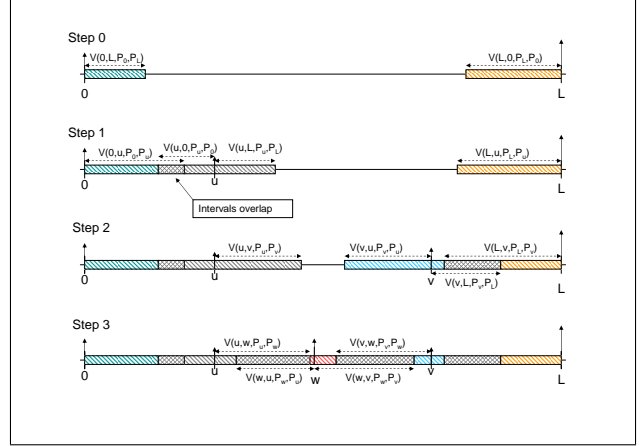 Step 0
V(0,L,P0,PL) V(L,0,PL,P0)
0 L
Step 1
V(0,u,P0,Pu) V(u,0,Pu,P0) V(u,L,Pu,PL) V(L,u,PL,Pu)
0 u L
Intervals overlap
Step 2
V(u,v,Pu,Pv) V(v,u,Pv,Pu) V(L,v,PL,Pv)
0 u v L
V(v,L,Pv,PL)
Step 3
V(u,w,Pu,Pw) V(v,w,Pv,Pw)
0 u w v L
V(w,u,Pw,Pu) V(w,v,Pw,Pv)